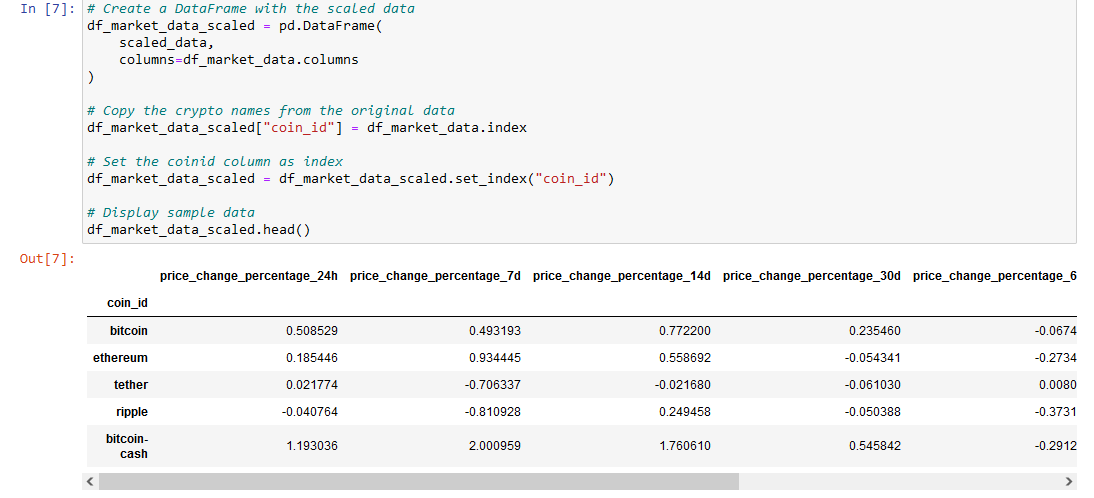 In [7]: # Create a DataFrame with the scaled data
df_market_data_scaled = pd.DataFrame(
    scaled_data,
    columns=df_market_data.columns
)
# Copy the crypto names from the original data
df_market_data_scaled["coin_id"] = df_market_data.index
# Set the coinid column as index
df_market_data_scaled = df_market_data_scaled.set_index("coin_id")
# Display sample data
df_market_data_scaled.head()
Out[7]:
price_change_percentage_24h price_change_percentage_7d price_change_percentage_14d price_change_percentage_30d price_change_percentage_6
coin_id
bitcoin 0.508529 0.493193 0.772200 0.235460 -0.0674
ethereum 0.185446 0.934445 0.558692 -0.054341 -0.2734
tether 0.021774 -0.706337 -0.021680 -0.061030 0.0080
ripple -0.040764 -0.810928 0.249458 -0.050388 -0.3731
bitcoin-
cash 1.193036 2.000959 1.760610 0.545842 -0.2912